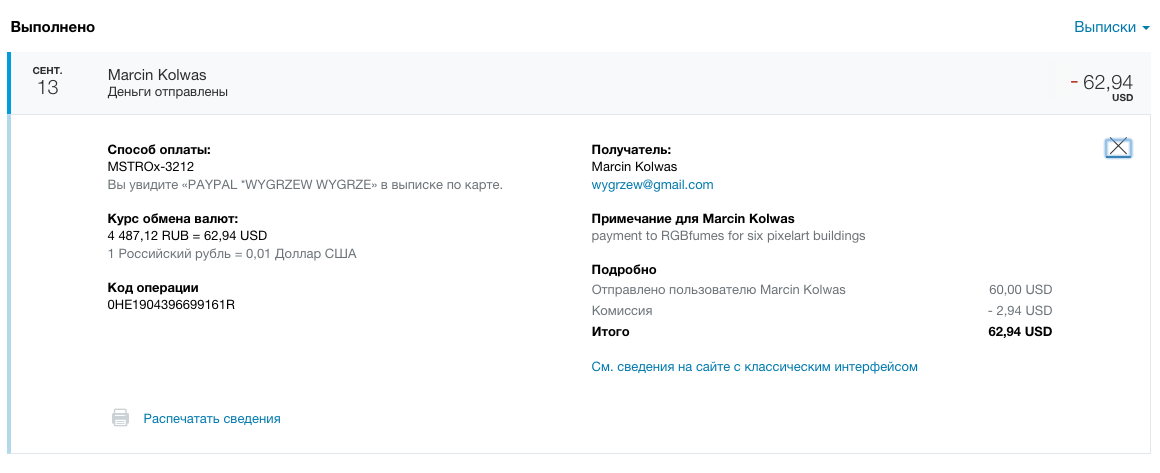 Выполнено
Выписки
СЕНТ.
13
Marcin Kolwas
Деньги отправлены
- 62,94
USD
Способ оплаты:
MSTROx-3212
Вы увидите «PAYPAL *WYGRZEW WYGRZE» в выписке по карте.
Курс обмена валют:
4 487,12 RUB = 62,94 USD
1 Российский рубль = 0,01 Доллар США
Код операции
0HE1904396699161R
Получатель:
Marcin Kolwas
wygrzew@gmail.com
Примечание для Marcin Kolwas
payment to RGBfumes for six pixelart buildings
Подробно
Отправлено пользователю Marcin Kolwas 60,00 USD
Комиссия - 2,94 USD
Итого 62,94 USD
См. сведения на сайте с классическим интерфейсом
Распечатать сведения